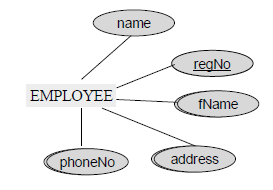 name
regNo
EMPLOYEE
fName
phoneNo
address